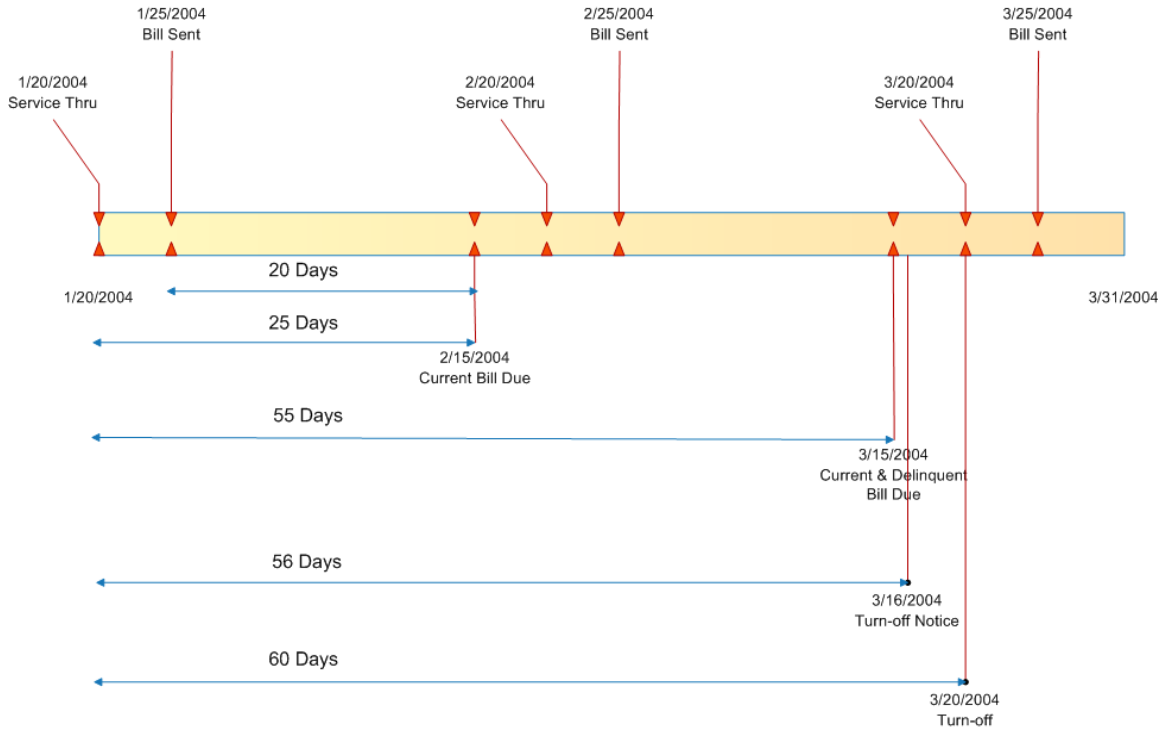 1/25/2004
Bill Sent
2/25/2004
Bill Sent
3/25/2004
Bill Sent
1/20/2004
Service Thru
2/20/2004
Service Thru
3/20/2004
Service Thru
20 Days
1/20/2004
3/31/2004
25 Days
2/15/2004
Current Bill Due
55 Days
3/15/2004
Current & Delinquent
Bill Due
56 Days
3/16/2004
Turn-off Notice
60 Days
3/20/2004
Turn-off